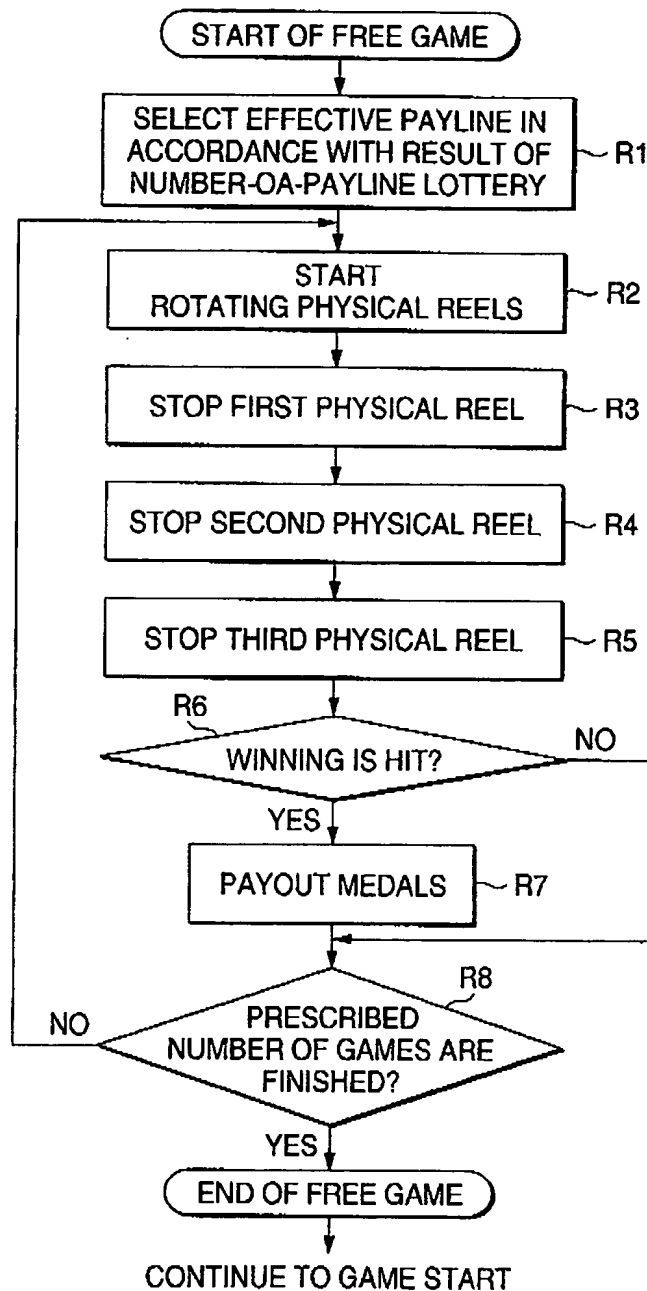 START OF FREE GAME
SELECT EFFECTIVE PAYLINE IN
ACCORDANCE WITH RESULT OF
NUMBER-OA-PAYLINE LOTTERY
R1
START
ROTATING PHYSICAL REELS
R2
STOP FIRST PHYSICAL REEL
R3
STOP SECOND PHYSICAL REEL
R4
STOP THIRD PHYSICAL REEL
R5
R6
WINNING IS HIT?
NO
YES
PAYOUT MEDALS
R7
R8
NO
PRESCRIBED
NUMBER OF GAMES ARE
FINISHED?
YES
END OF FREE GAME
CONTINUE TO GAME START